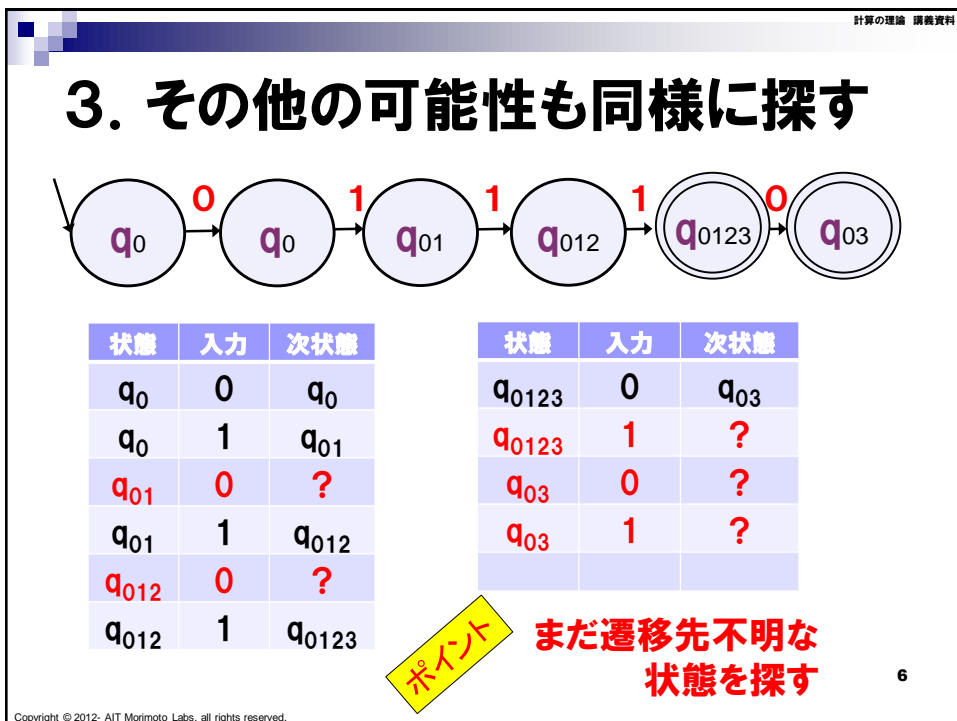 計算の理論 講義資料
3. その他の可能性も同様に探す
0 1 1 1 0
q0 q0 q01 q012 q0123 q03
状態 入力 次状態
q0 0 q0
q0 1 q01
q01 0 ?
q01 1 q012
q012 0 ?
q012 1 q0123
状態 入力 次状態
q0123 0 q03
q0123 1 ?
q03 0 ?
q03 1 ?
ポイント
まだ遷移先不明な
状態を探す
6
Copyright © 2012- AIT Morimoto Labs. all rights reserved.